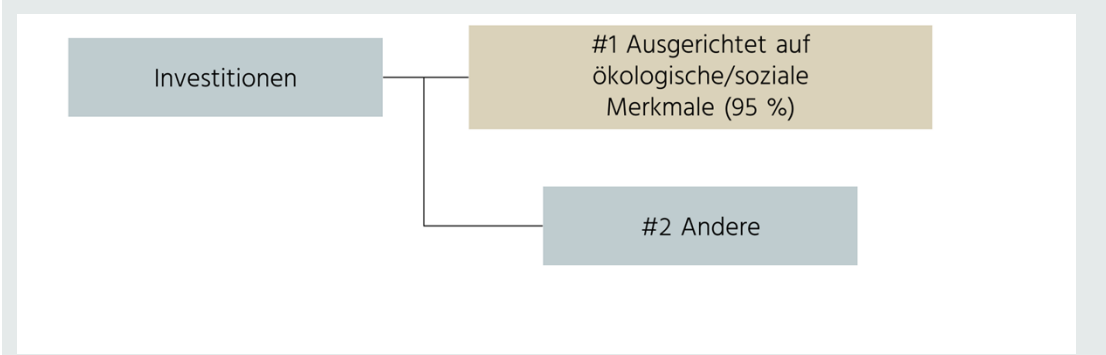 Investitionen
#1 Ausgerichtet auf
ökologische/soziale
Merkmale (95 %)
#2 Andere